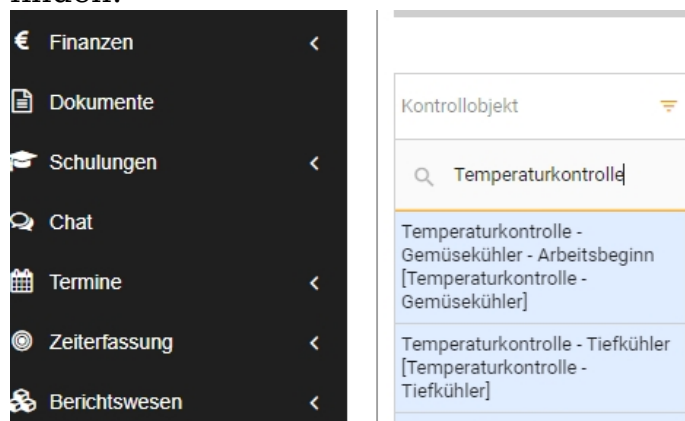 € Finanzen
Dokumente
Schulungen
Chat
Termine
Zeiterfassung
Berichtswesen
Kontrollobjekt
Temperaturkontrolle
Temperaturkontrolle -
Gemüsekühler - Arbeitsbeginn
[Temperaturkontrolle -
Gemüsekühler]
Temperaturkontrolle - Tiefkühler
[Temperaturkontrolle -
Tiefkühler]